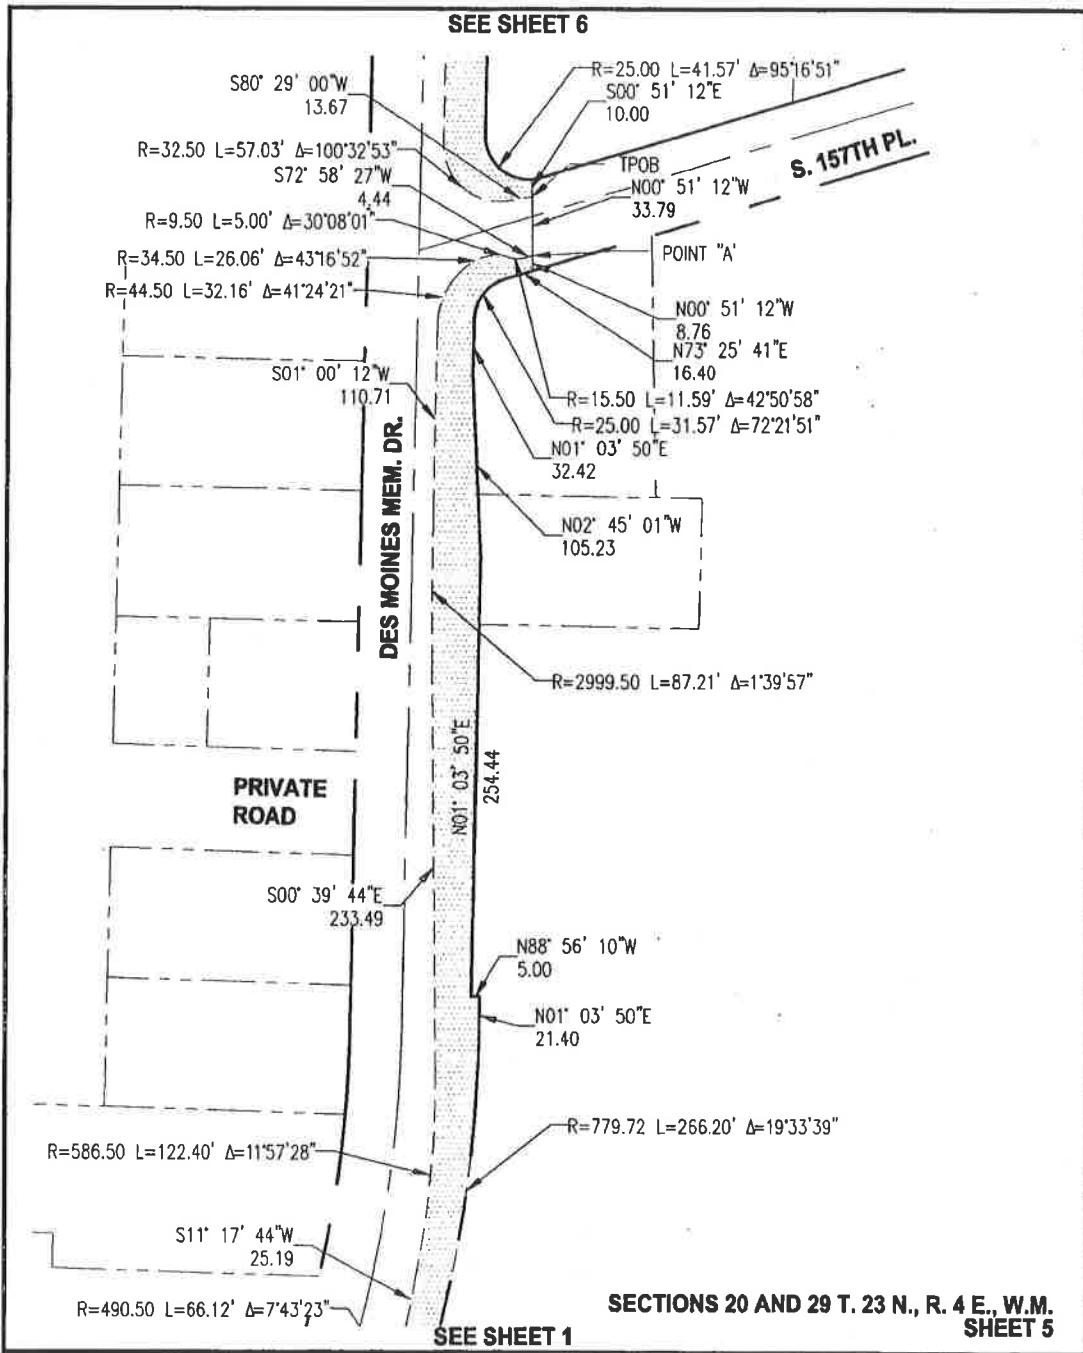 SEE SHEET 6
R=25.00 L=41.57' Δ=95°16'51"
S80° 29' 00"W
13.67
S00° 51' 12"E
10.00
R=32.50 L=57.03' Δ=100°32'53"
TPOB
S. 157TH PL.
S72° 58' 27"W
4.44
N00° 51' 12"W
33.79
R=9.50 L=5.00' Δ=30°08'01"
POINT "A'
R=34.50 L=26.06' Δ=43°16'52"
R=44.50 L=32.16' Δ=41°24'21"
N00° 51' 12"W
8.76
N73° 25' 41"E
16.40
S01° 00' 12"W
110.71
R=15.50 L=11.59' Δ=42°50'58"
R=25.00 L=31.57' Δ=72°21'51"
N01° 03' 50"E
32.42
DES MOINES MEM. DR.
N02° 45' 01"W
105.23
R=2999.50 L=87.21' Δ=1°39'57"
N01° 03' 50"E
254.44
PRIVATE
ROAD
S00° 39' 44"E
233.49
N88° 56' 10"W
5.00
N01° 03' 50"E
21.40
R=779.72 L=266.20' Δ=19°33'39"
R=586.50 L=122.40' Δ=11°57'28"
S11° 17' 44"W
25.19
R=490.50 L=66.12' Δ=7°43'23"
SECTIONS 20 AND 29 T. 23 N., R. 4 E., W.M.
SHEET 5
SEE SHEET 1